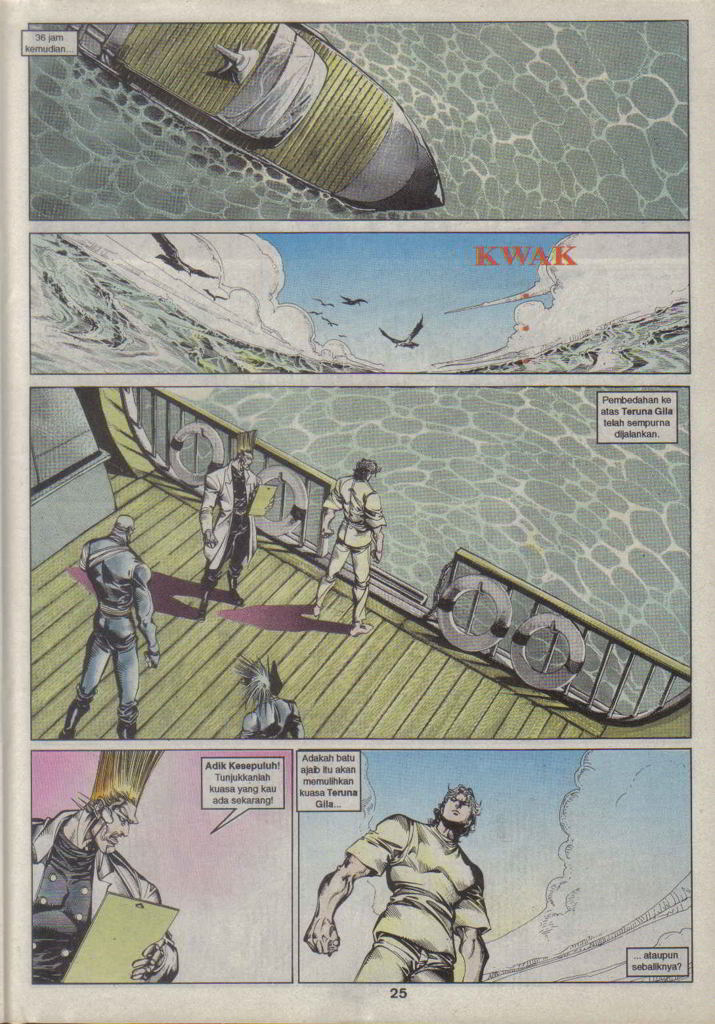 36 jam
kemudian...
KWAK
Pembedahan ke
atas Teruna Gila
telah sempurna
dijalankan.
Adik Kesepuluh!
Tunjukkanlah
kuasa yang kau
ada sekarang!
Adakah batu
ajaib itu akan
memulihkan
kuasa Teruna
Gila...
... ataupun
sebaliknya?
25